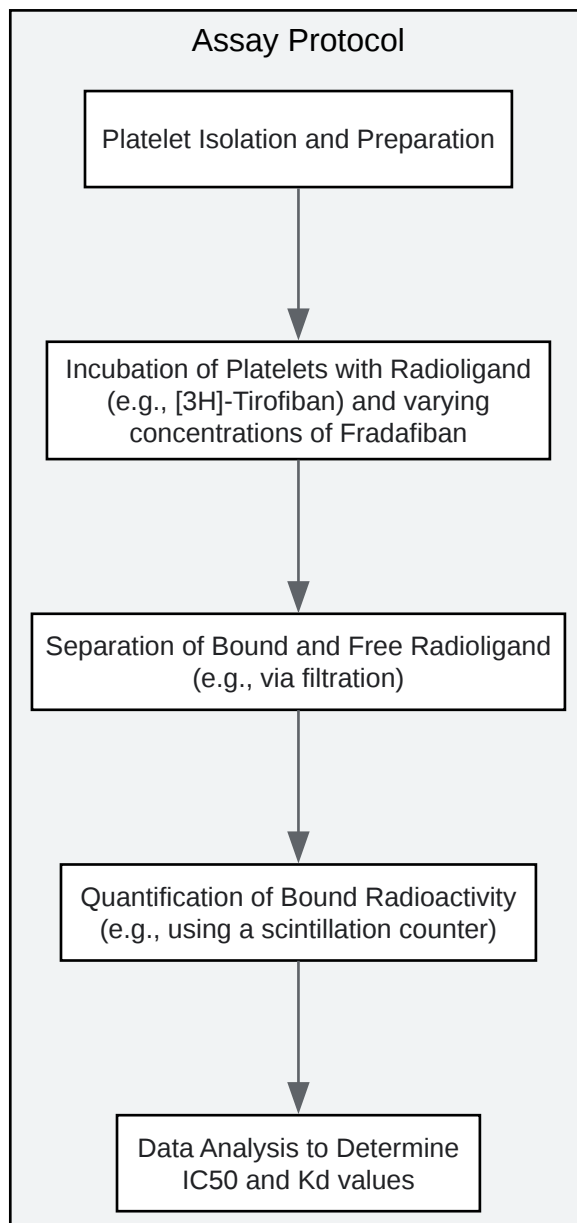 Assay Protocol
Platelet Isolation and Preparation
Incubation of Platelets with Radioligand
(e.g., [3H]-Tirofiban) and varying
concentrations of Fradafiban
Separation of Bound and Free Radioligand
(e.g., via filtration)
Quantification of Bound Radioactivity
(e.g., using a scintillation counter)
Data Analysis to Determine
IC50 and Kd values